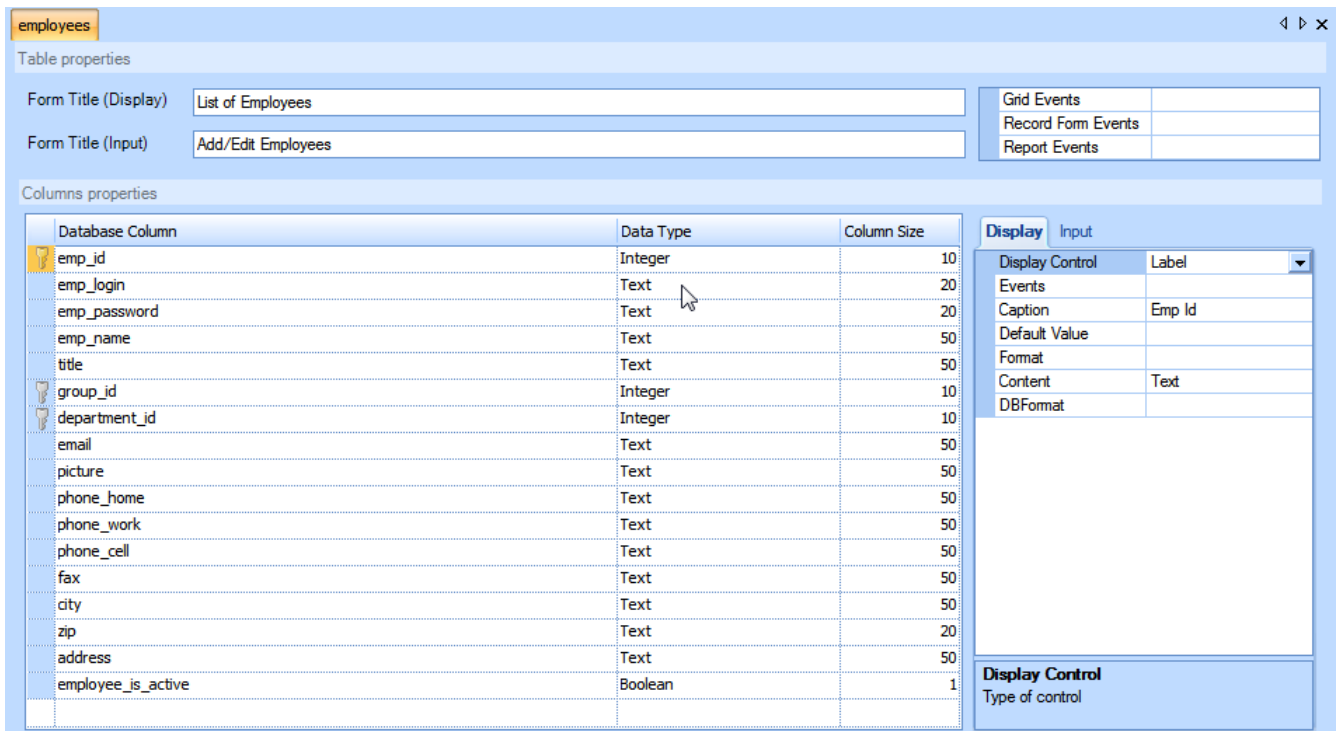 employees
Table properties
Form Title (Display) List of Employees
Form Title (Input) Add/Edit Employees
Grid Events
Record Form Events
Report Events
Columns properties
Database Column Data Type Column Size
emp_id Integer 10
emp_login Text 20
emp_password Text 20
emp_name Text 50
title Text 50
group_id Integer 10
department_id Integer 10
email Text 50
picture Text 50
phone_home Text 50
phone_work Text 50
phone_cell Text 50
fax Text 50
city Text 50
zip Text 20
address Text 50
employee_is_active Boolean 1
Display Input
Display Control Label
Events
Caption Emp Id
Default Value
Format
Content Text
DBFormat
Display Control
Type of control